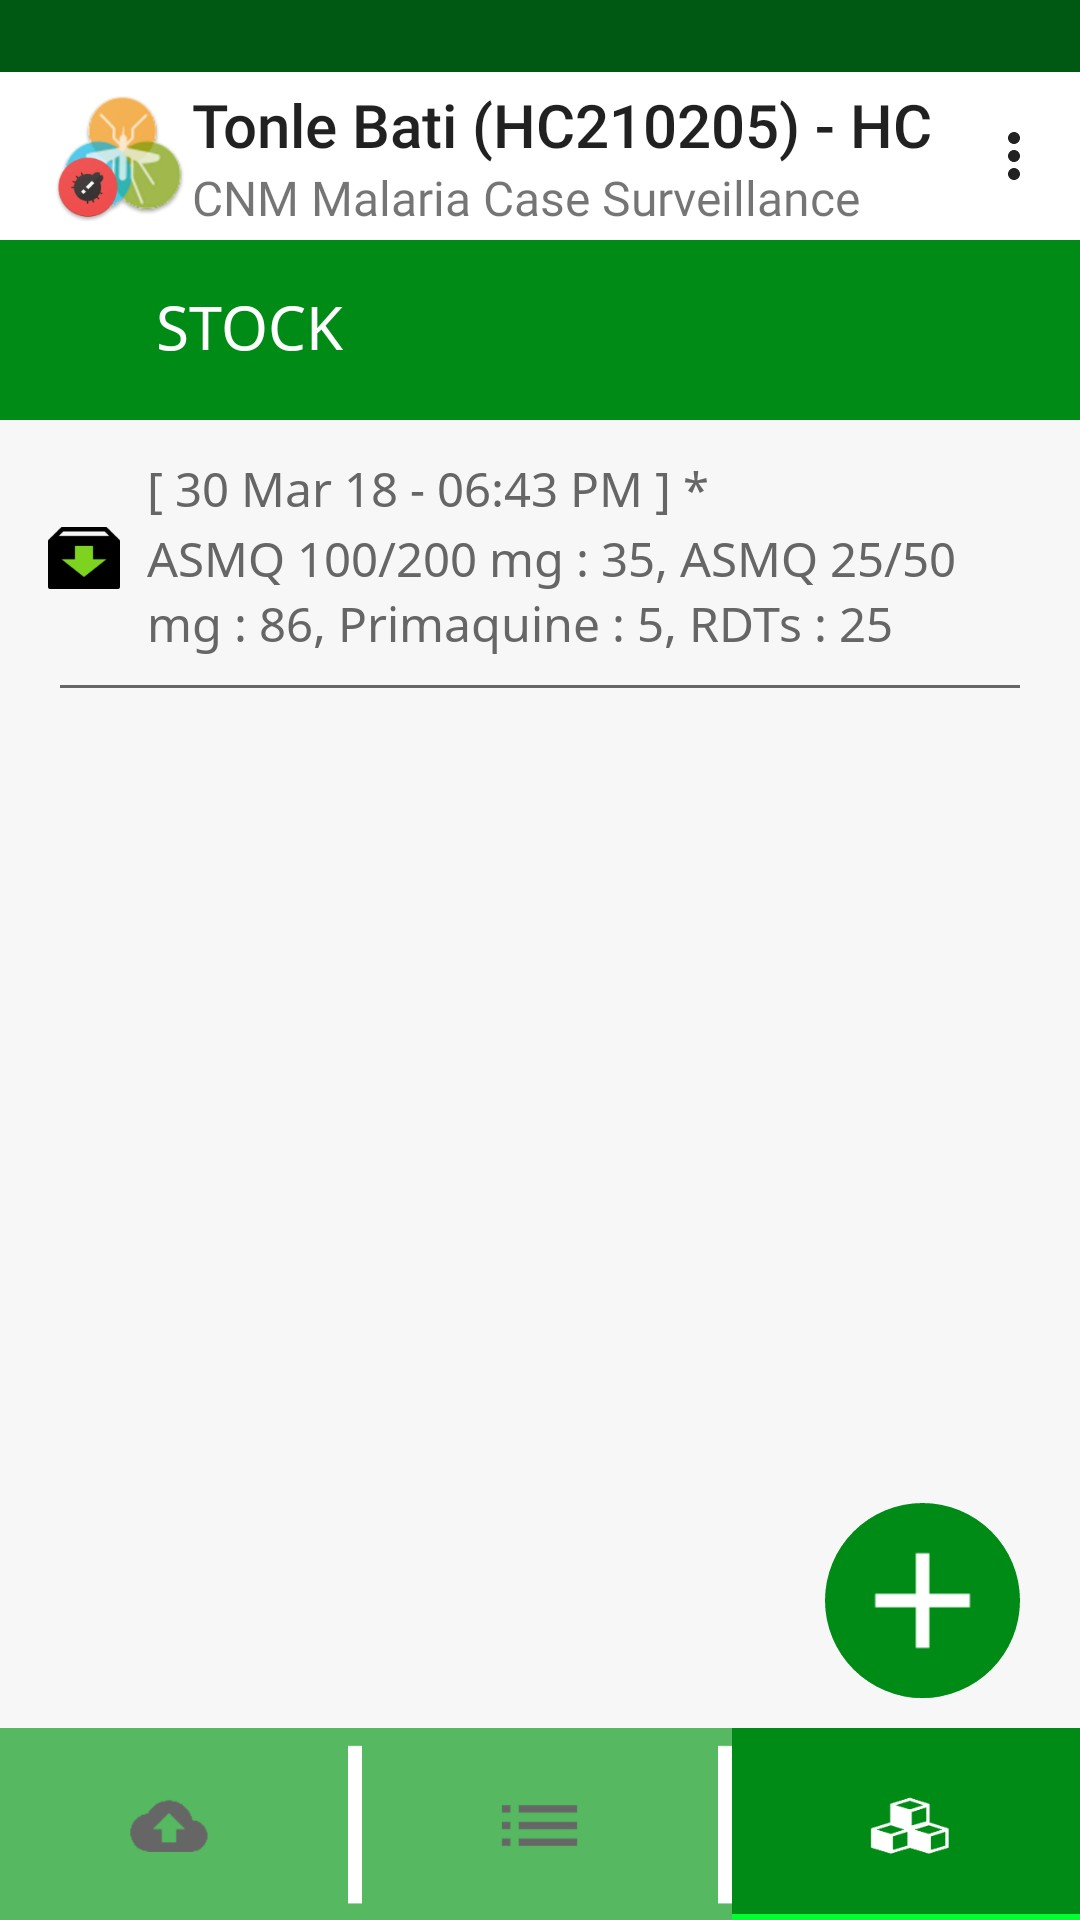 Tonle Bati (HC210205) - HC
CNM Malaria Case Surveillance
STOCK
[ 30 Mar 18 - 06:43 PM ] *
ASMQ 100/200 mg : 35, ASMQ 25/50
mg : 86, Primaquine : 5, RDTs : 25